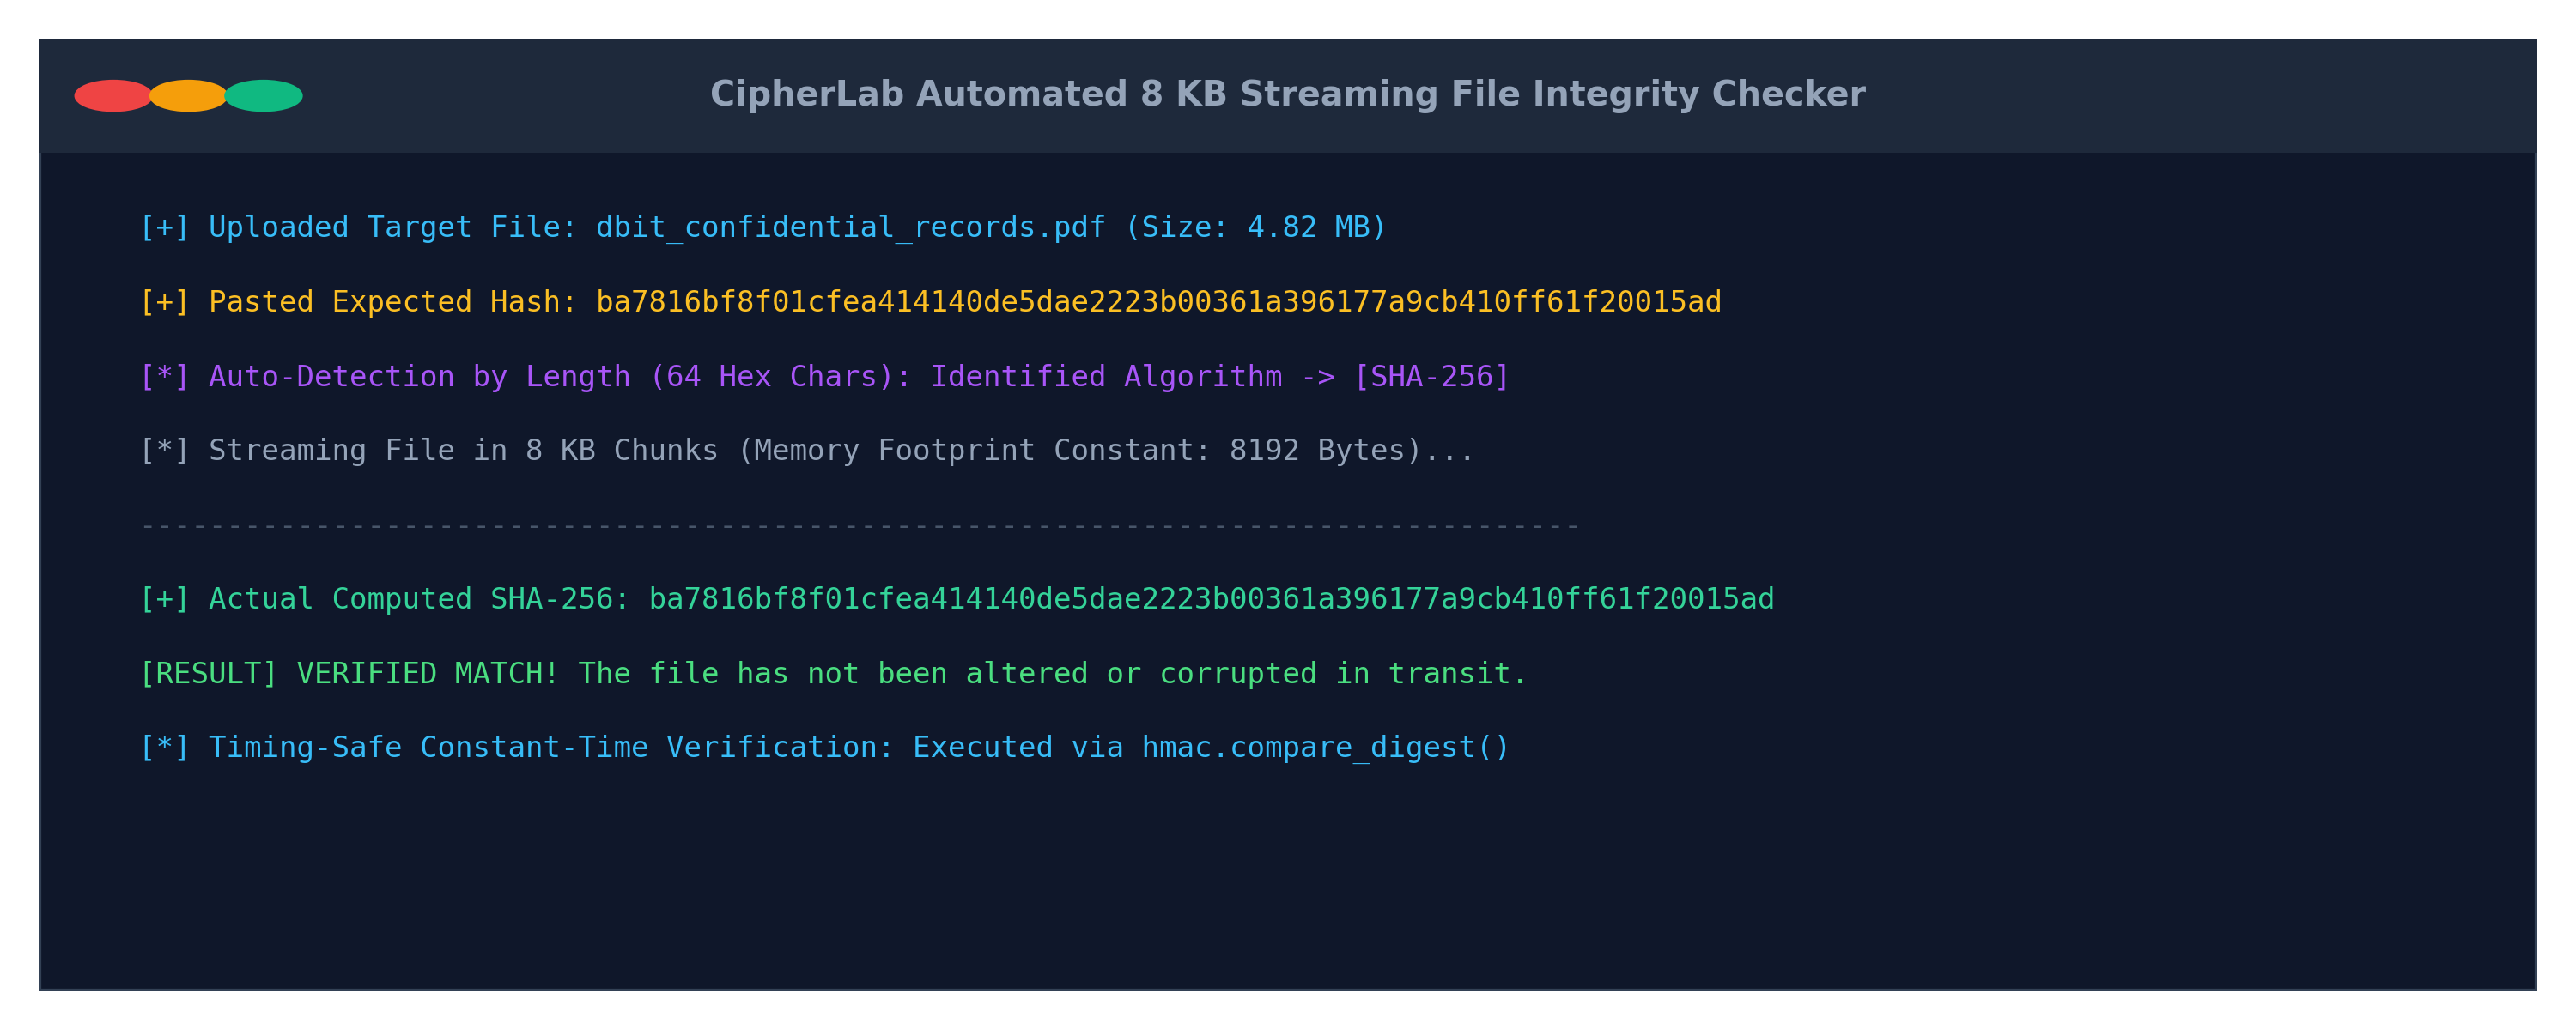 CipherLab Automated 8 KB Streaming File Integrity Checker
[+] Uploaded Target File: dbit_confidential_records.pdf (Size: 4.82 MB)
[+] Pasted Expected Hash: ba7816bf8f01cfea414140de5dae2223b00361a396177a9cb410ff61f20015ad
[*] Auto-Detection by Length (64 Hex Chars): Identified Algorithm -> [SHA-256]
[*] Streaming File in 8 KB Chunks (Memory Footprint Constant: 8192 Bytes)...
----------------------------------------------------------------------------------
[+] Actual Computed SHA-256: ba7816bf8f01cfea414140de5dae2223b00361a396177a9cb410ff61f20015ad
[RESULT] VERIFIED MATCH! The file has not been altered or corrupted in transit.
[*] Timing-Safe Constant-Time Verification: Executed via hmac.compare_digest()